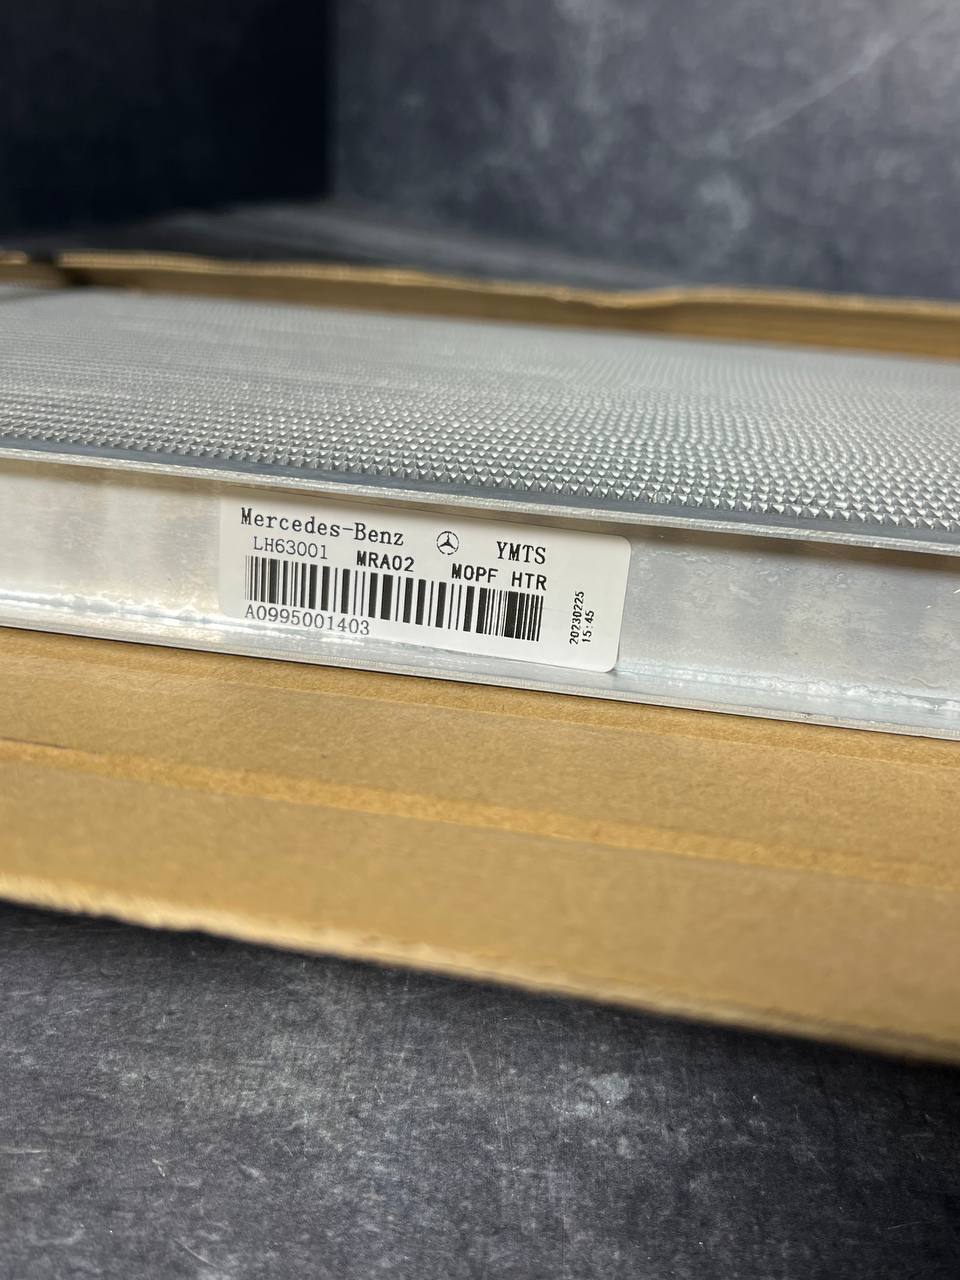 Mercedes-Benz YMTS
LH63001 MRA02 MOPF HTR
A0995001403
20230225
15:45